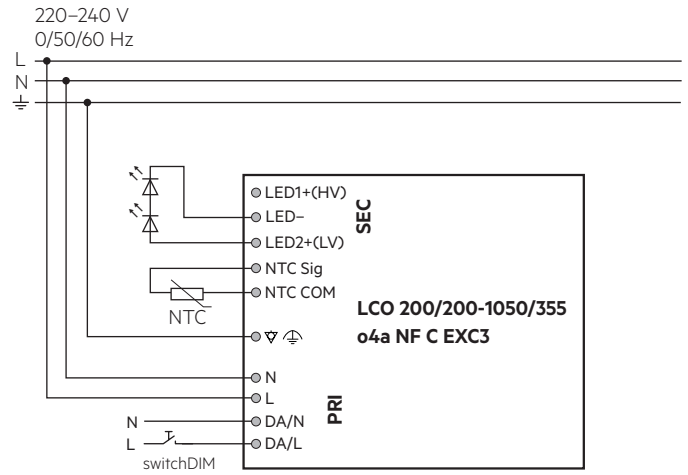 220–240 V
0/50/60 Hz
L
N
LED1+(HV)
LED–
LED2+(LV)
SEC
NTC Sig
NTC COM
NTC
LCO 200/200-1050/355
o4a NF C EXC3
N
L
PRI
N
DA/N
L
DA/L
switchDIM